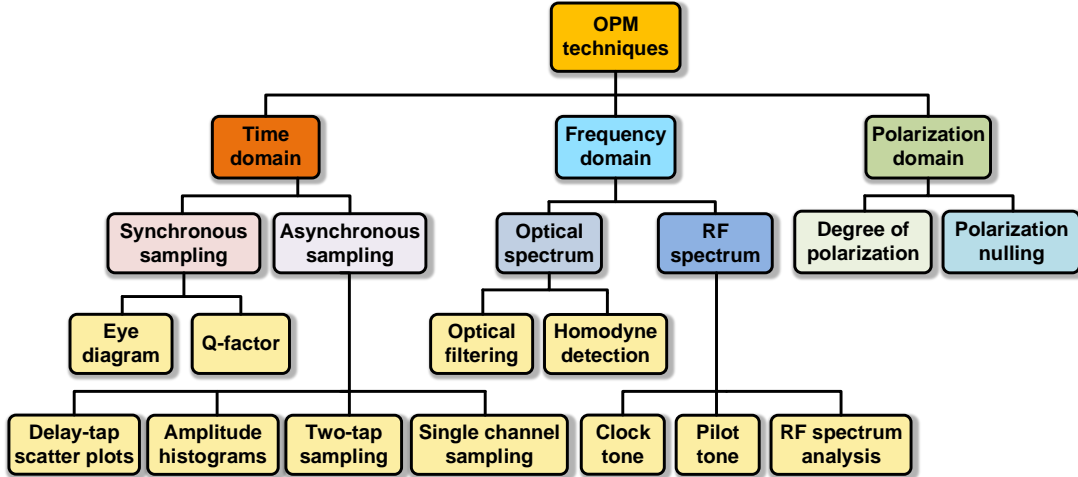 OPM
techniques
Time
domain
Frequency
domain
Polarization
domain
Synchronous
sampling
Asynchronous
sampling
Optical
spectrum
RF
spectrum
Degree of
polarization
Polarization
nulling
Eye
diagram
Q-factor
Optical
filtering
Homodyne
detection
Delay-tap
scatter plots
Amplitude
histograms
Two-tap
sampling
Single channel
sampling
Clock
tone
Pilot
tone
RF spectrum
analysis